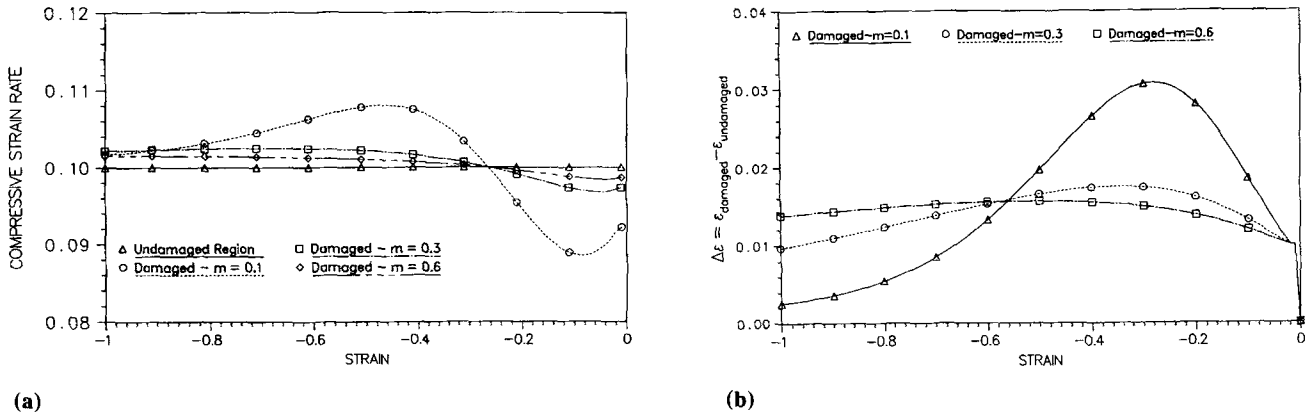 0.12
0.11
0.10
0.09
0.08
COMPRESSIVE STRAIN RATE
Undamaged Region
Damaged - m = 0.1
Damaged - m = 0.3
Damaged - m = 0.6
-1.0
-0.8
-0.6
-0.4
-0.2
0
STRAIN
(a)
0.04
0.03
0.02
0.01
0.00
Δε = εdamaged-εundamaged
Damaged-m=0.1
Damaged-m=0.3
Damaged-m=0.6
-1
-0.8
-0.6
-0.4
-0.2
0
STRAIN
(b)